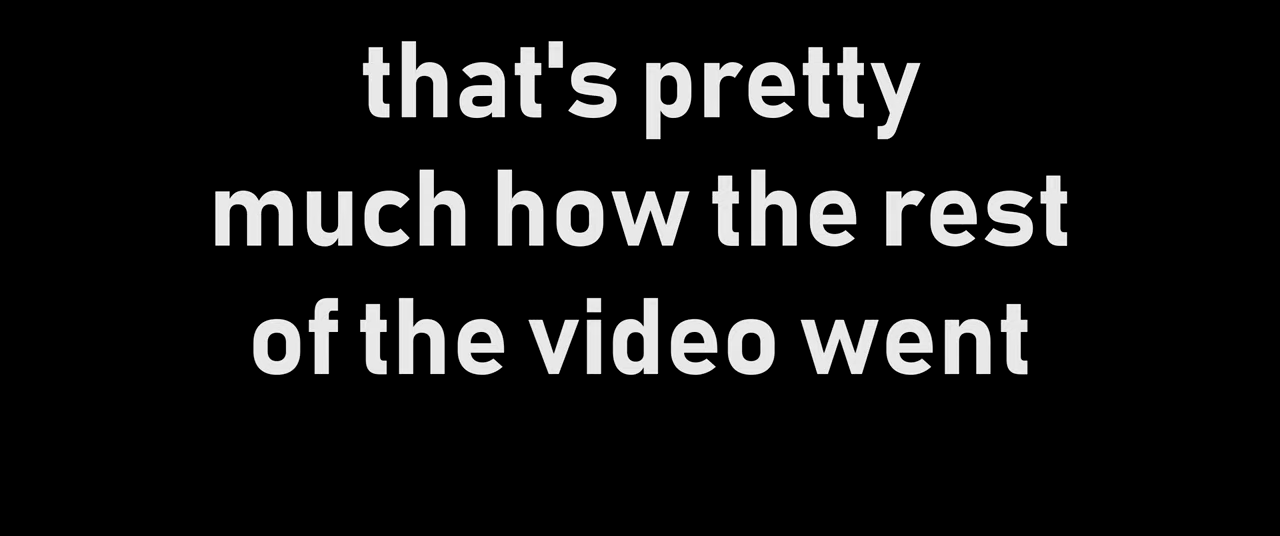 that's pretty
much how the rest
of the video went